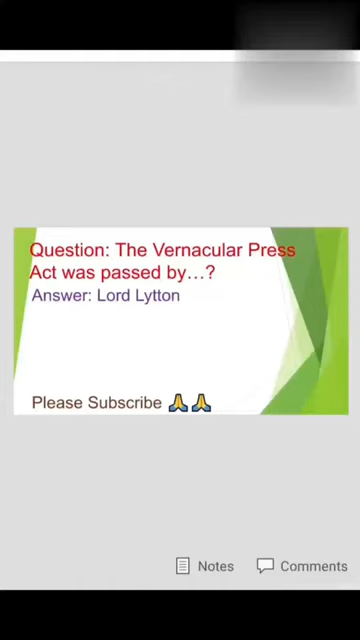 Question: The Vernacular Press
Act was passed by...?
Answer: Lord Lytton
Please Subscribe 🙏🙏
Notes
Comments